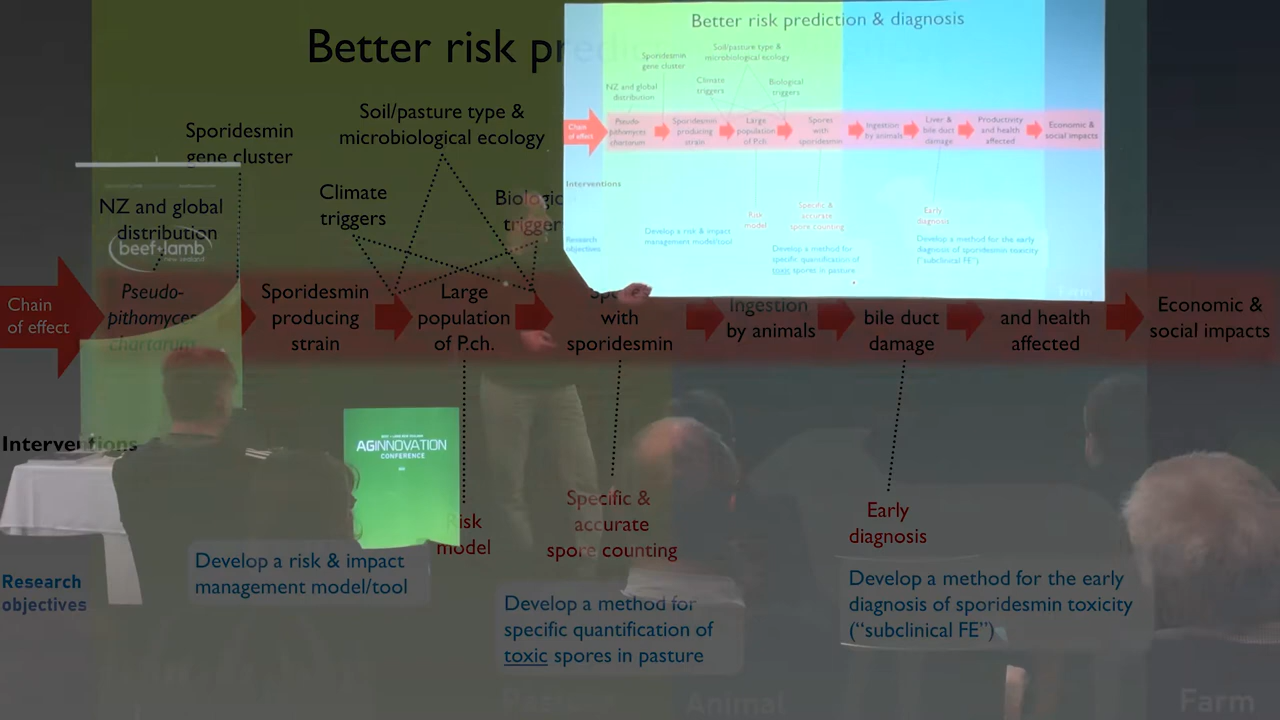 Better risk pre
Soil/pasture type &
microbiological ecology
Sporidesmin
gene cluster
Climate
triggers
Biologic
trigger
NZ and global
distribution
beef+lamb
new zealand
Chain
of effect
Pseudo-
pithomyces
chartarum
Sporidesmin
producing
strain
Large
population
of P.ch.
with
sporidesmin
Ingestion
by animals
bile duct
damage
and health
affected
Economic &
social impacts
Interventions
Risk
model
Specific &
accurate
spore counting
Early
diagnosis
Research
objectives
Develop a risk & impact
management model/tool
Develop a method for
specific quantification of
toxic spores in pasture
Develop a method for the early
diagnosis of sporidesmin toxicity
(“subclinical FE”)
Animal
Farm
AGINNOVATION
CONFERENCE
Better risk prediction & diagnosis
Soil/pasture type &
microbiological ecology
Sporidesmin
gene cluster
Climate
triggers
Biological
triggers
NZ and global
distribution
Chain
of effect
Pseudo-
pithomyces
chartarum
Sporidesmin
producing
strain
Large
population
of P.ch
Spores
with
sporidesmin
Ingestion
by animals
Liver &
bile duct
damage
Productivity
and health
affected
Economic &
social impacts
Interventions
Risk
model
Specific &
accurate
spore counting
Early
diagnosis
Research
objectives
Develop a risk & impact
management model/tool
Develop a method for
specific quantification of
toxic spores in pasture
Develop a method for the early
diagnosis of sporidesmin toxicity
("subclinical FE")
Farm